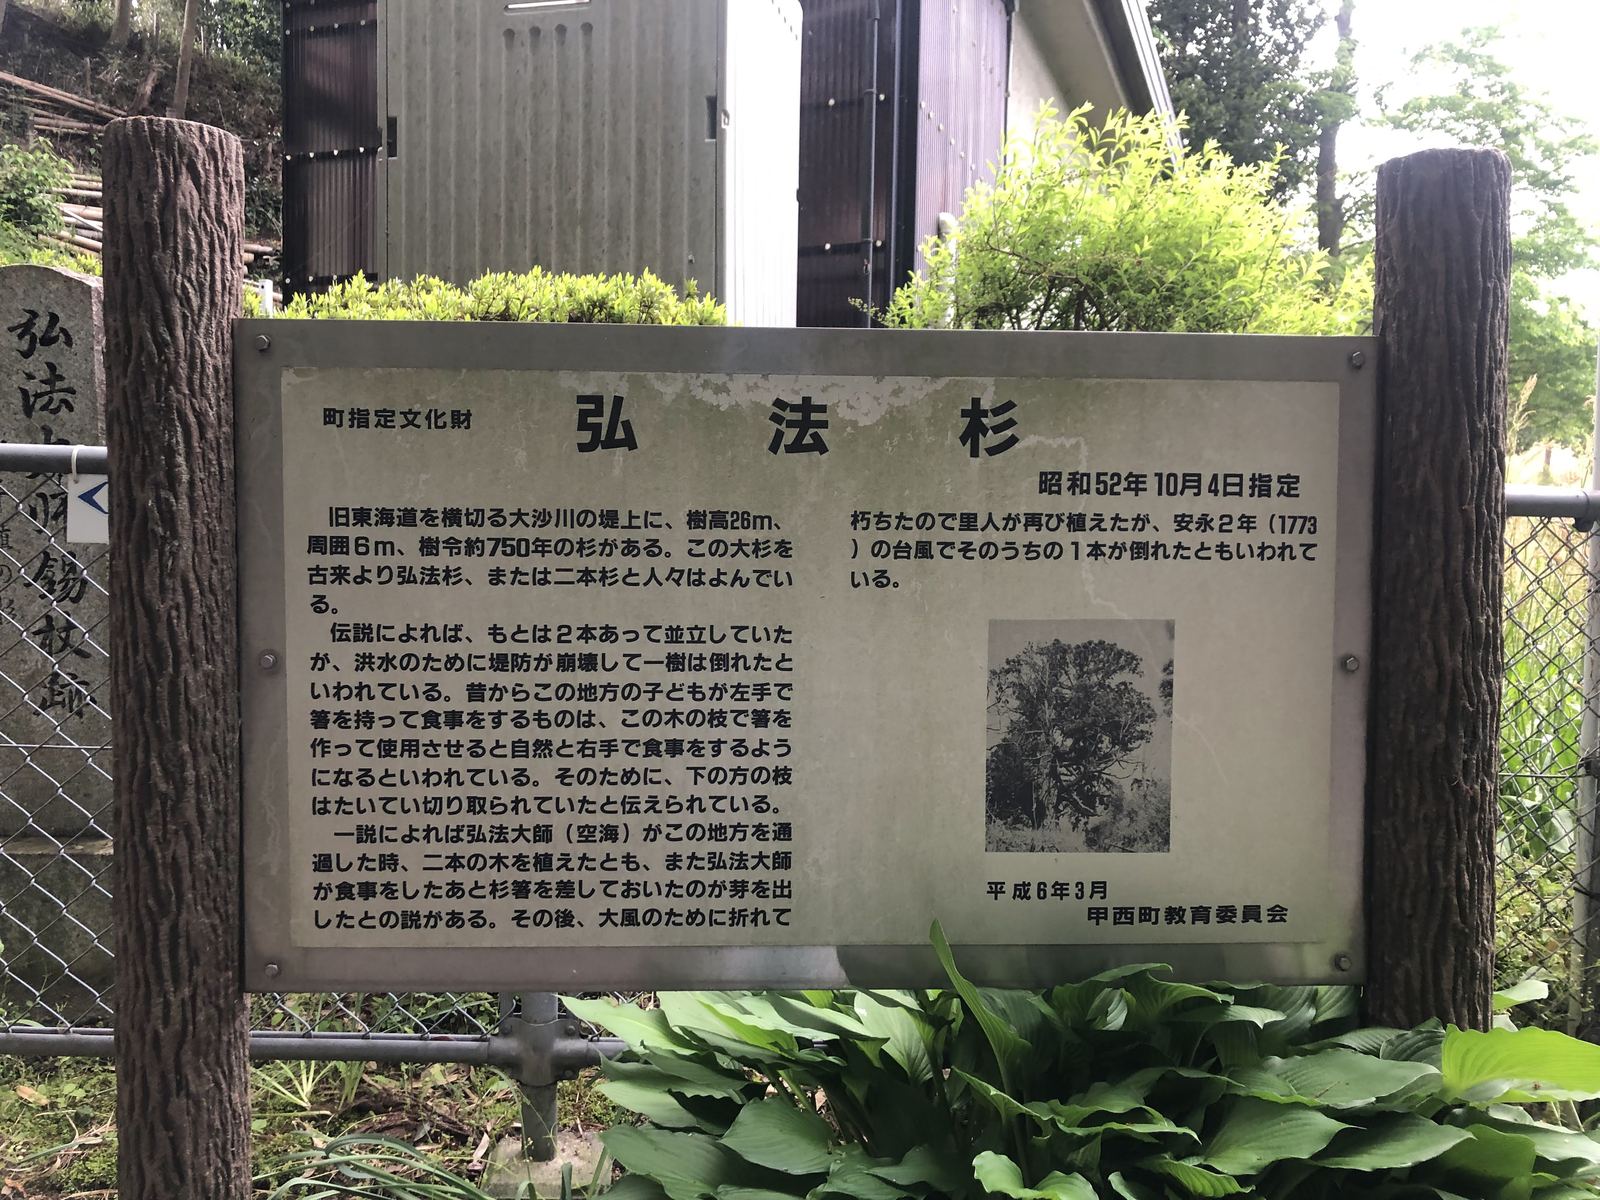 町指定文化財
弘法杉
昭和52年10月4日指定
旧東海道を横切る大沙川の堤上に、樹高26m、
周囲6m、樹令約750年の杉がある。この大杉を
古来より弘法杉、または二本杉と人々はよんでい
る。
伝説によれば、もとは2本あって並立していた
が、洪水のために堤防が崩壊して一樹は倒れたと
いわれている。昔からこの地方の子どもが左手で
箸を持って食事をするものは、この木の枝で箸を
作って使用させると自然と右手で食事をするよう
になるといわれている。そのために、下の方の枝
はたいてい切り取られていたと伝えられている。
一説によれば弘法大師(空海)がこの地方を通
過した時、二本の木を植えたとも、また弘法大師
が食事をしたあと杉箸を差しておいたのが芽を出
したとの説がある。その後、大風のために折れて
朽ちたので里人が再び植えたが、安永2年(1773
)の台風でそのうちの1本が倒れたともいわれて
いる。
平成6年3月
甲西町教育委員会
弘法大師錫杖跡